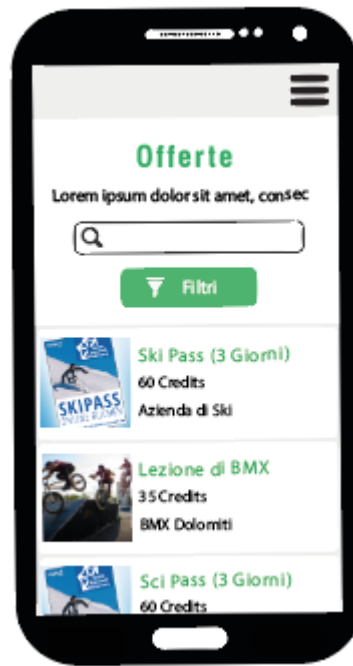 Offerte
Lorem ipsum dolor sit amet, consec
Filtri
Ski Pass (3 Giorni)
60 Credits
Azienda di Ski
SKIPASS
Lezione di BMX
35 Credits
BMX Dolomiti
Sci Pass (3 Giorni)
60 Credits